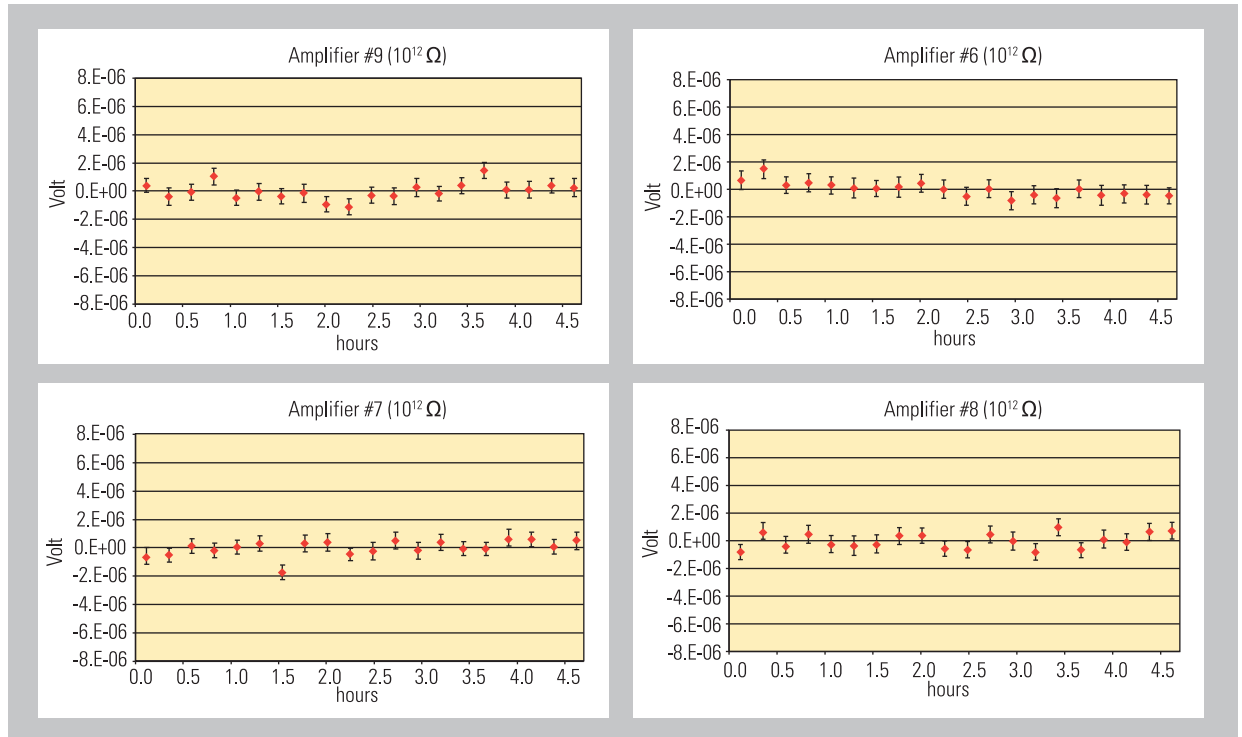 Amplifier #9 (10¹² Ω)
8.E-06
6.E-06
4.E-06
2.E-06
0.E+00
-2.E-06
-4.E-06
-6.E-06
-8.E-06
Volt
0.0 0.5 1.0 1.5 2.0 2.5 3.0 3.5 4.0 4.5
hours
Amplifier #6 (10¹² Ω)
8.E-06
6.E-06
4.E-06
2.E-06
0.E+00
-2.E-06
-4.E-06
-6.E-06
-8.E-06
Volt
0.0 0.5 1.0 1.5 2.0 2.5 3.0 3.5 4.0 4.5
hours
Amplifier #7 (10¹² Ω)
8.E-06
6.E-06
4.E-06
2.E-06
0.E+00
-2.E-06
-4.E-06
-6.E-06
-8.E-06
Volt
0.0 0.5 1.0 1.5 2.0 2.5 3.0 3.5 4.0 4.5
hours
Amplifier #8 (10¹² Ω)
8.E-06
6.E-06
4.E-06
2.E-06
0.E+00
-2.E-06
-4.E-06
-6.E-06
-8.E-06
Volt
0.0 0.5 1.0 1.5 2.0 2.5 3.0 3.5 4.0 4.5
hours